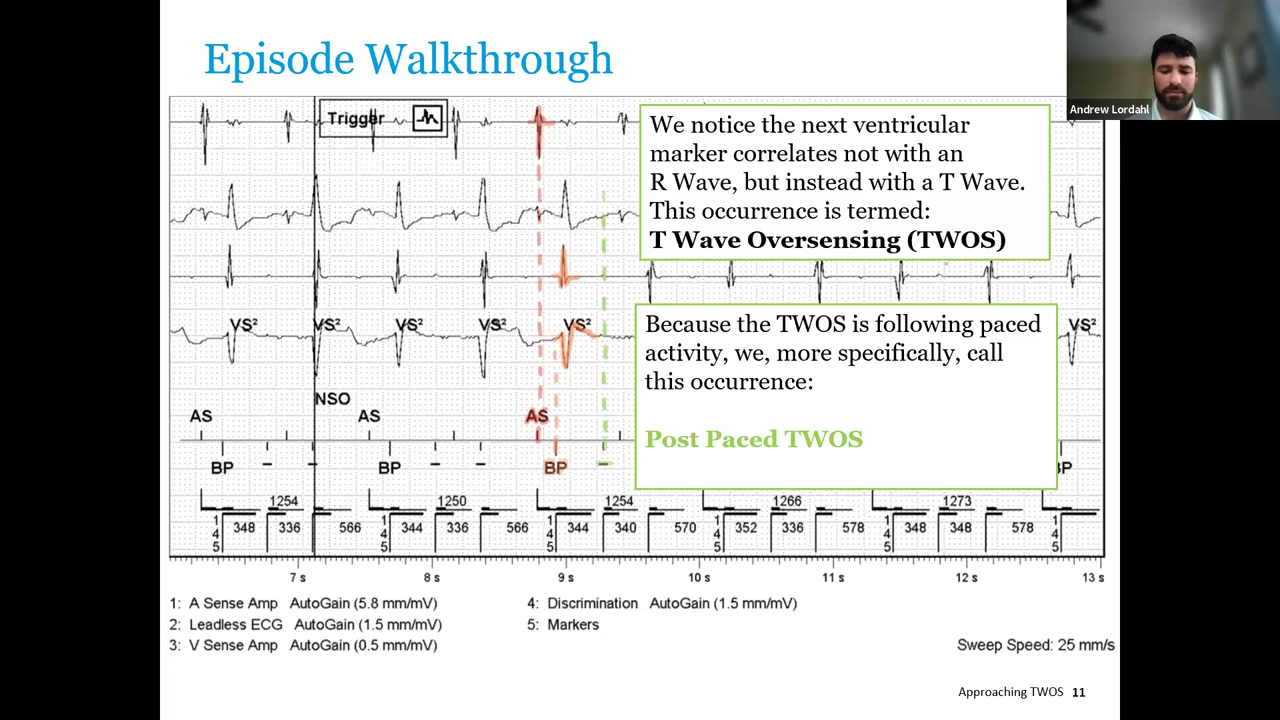 Episode Walkthrough
Andrew Lordahl
Trigger
We notice the next ventricular
marker correlates not with an
R Wave, but instead with a T Wave.
This occurrence is termed:
T Wave Oversensing (TWOS)
Because the TWOS is following paced
activity, we, more specifically, call
this occurrence:
Post Paced TWOS
VS² VS² VS² VS² VS² VS²
NSO
AS AS AS
BP BP BP BP
1254 1250 1254 1266 1273
145 348 336 566 145 344 336 566 145 344 340 570 145 352 336 578 145 348 348 578 145
7 s 8 s 9 s 10 s 11 s 12 s 13 s
1: A Sense Amp AutoGain (5.8 mm/mV)
2: Leadless ECG AutoGain (1.5 mm/mV)
3: V Sense Amp AutoGain (0.5 mm/mV)
4: Discrimination AutoGain (1.5 mm/mV)
5: Markers
Sweep Speed: 25 mm/s
Approaching TWOS 11